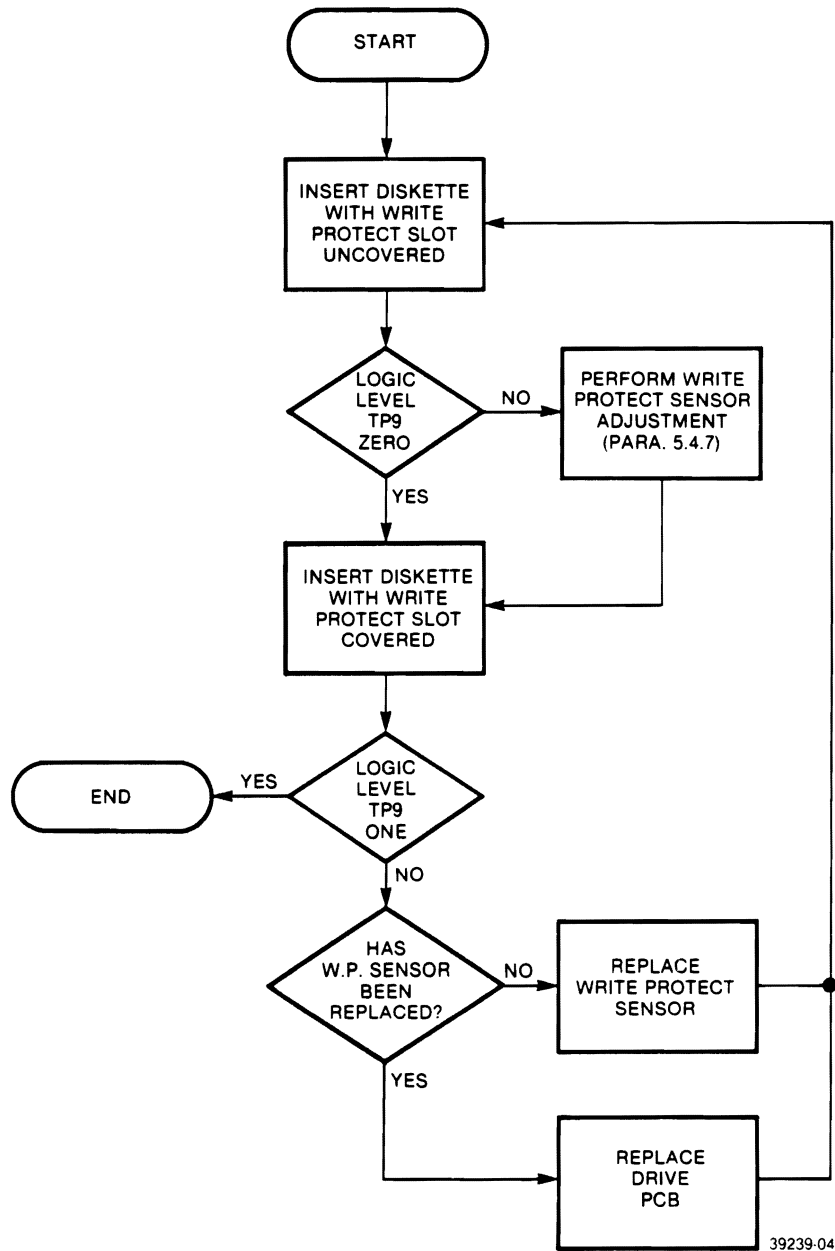 START
INSERT DISKETTE
WITH WRITE
PROTECT SLOT
UNCOVERED
LOGIC
LEVEL
TP9
ZERO
NO
PERFORM WRITE
PROTECT SENSOR
ADJUSTMENT
(PARA. 5.4.7)
YES
INSERT DISKETTE
WITH WRITE
PROTECT SLOT
COVERED
LOGIC
LEVEL
TP9
ONE
YES
END
NO
HAS
W.P. SENSOR
BEEN
REPLACED?
NO
REPLACE
WRITE PROTECT
SENSOR
YES
REPLACE
DRIVE
PCB
39239-04